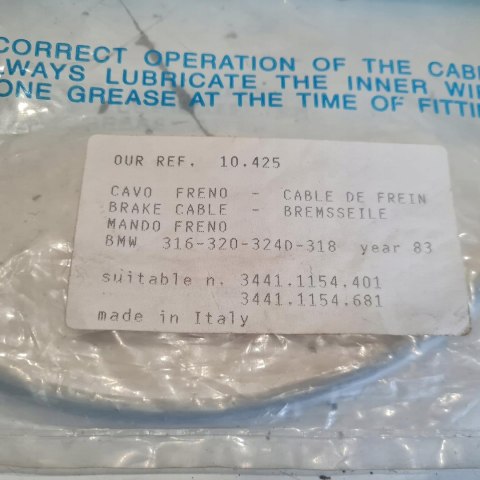 CORRECT OPERATION OF THE CAB
LWAYS LUBRICATE THE INNER WI
ONE GREASE AT THE TIME OF FITTI
OUR REF. 10.425
CAVO FRENO - CABLE DE FREIN
BRAKE CABLE - BREMSSEILE
MANDO FRENO
BMW 316-320-324D-318 year 83
suitable n. 3441.1154.401
3441.1154.681
made in Italy